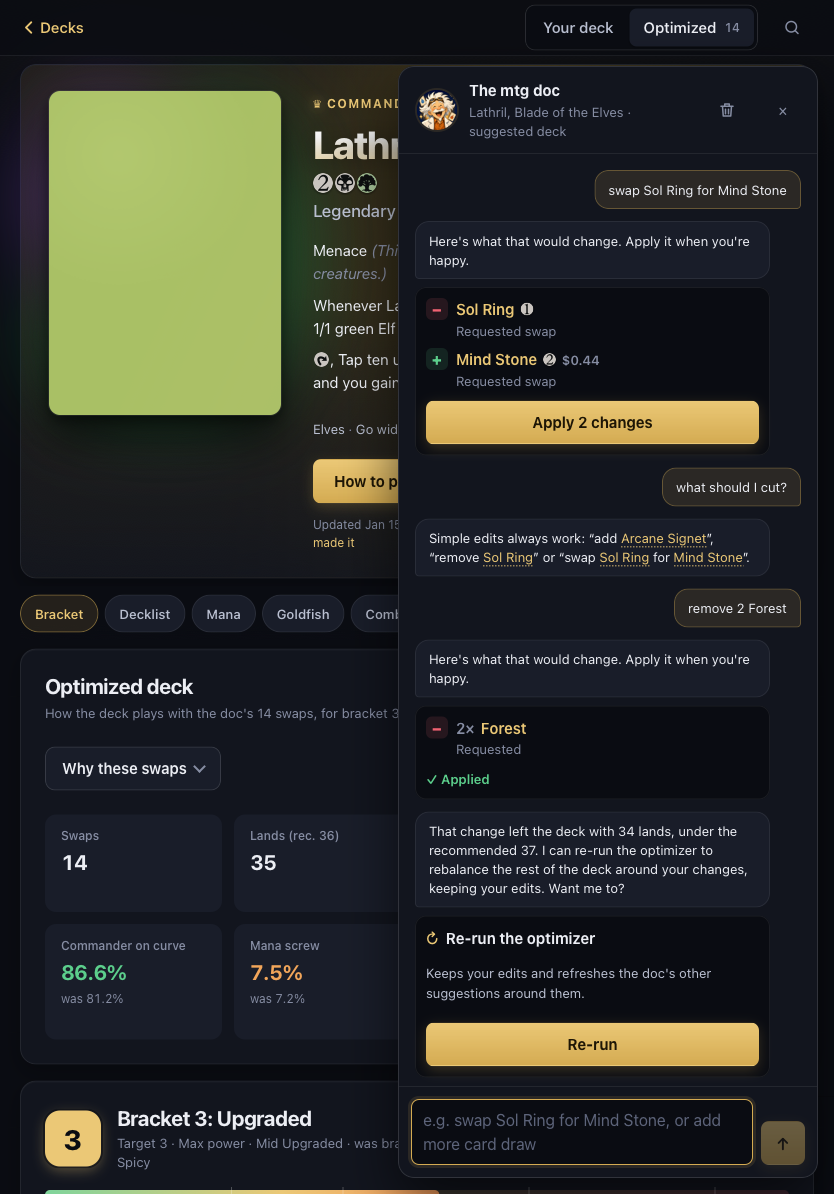 Decks
Your deck
Optimized 14
COMMAND
Lathr
2
Legendary
Menace (Thi
creatures.)
Whenever La
1/1 green Elf
, Tap ten u
and you gain
Elves · Go wid
How to p
Updated Jan 15
made it
Bracket
Decklist
Mana
Goldfish
Comb
Optimized deck
How the deck plays with the doc's 14 swaps, for bracket 3
Why these swaps
Swaps
14
Lands (rec. 36)
35
Commander on curve
86.6%
was 81.2%
Mana screw
7.5%
was 7.2%
3
Bracket 3: Upgraded
Target 3 · Max power · Mid Upgraded · was bra
Spicy
The mtg doc
Lathril, Blade of the Elves ·
suggested deck
×
swap Sol Ring for Mind Stone
Here's what that would change. Apply it when you're
happy.
− Sol Ring 1
Requested swap
+ Mind Stone 2 $0.44
Requested swap
Apply 2 changes
what should I cut?
Simple edits always work: “add Arcane Signet”,
“remove Sol Ring” or “swap Sol Ring for Mind Stone”.
remove 2 Forest
Here's what that would change. Apply it when you're
happy.
− 2× Forest
Requested
✓ Applied
That change left the deck with 34 lands, under the
recommended 37. I can re-run the optimizer to
rebalance the rest of the deck around your changes,
keeping your edits. Want me to?
Re-run the optimizer
Keeps your edits and refreshes the doc's other
suggestions around them.
Re-run
e.g. swap Sol Ring for Mind Stone, or add
more card draw